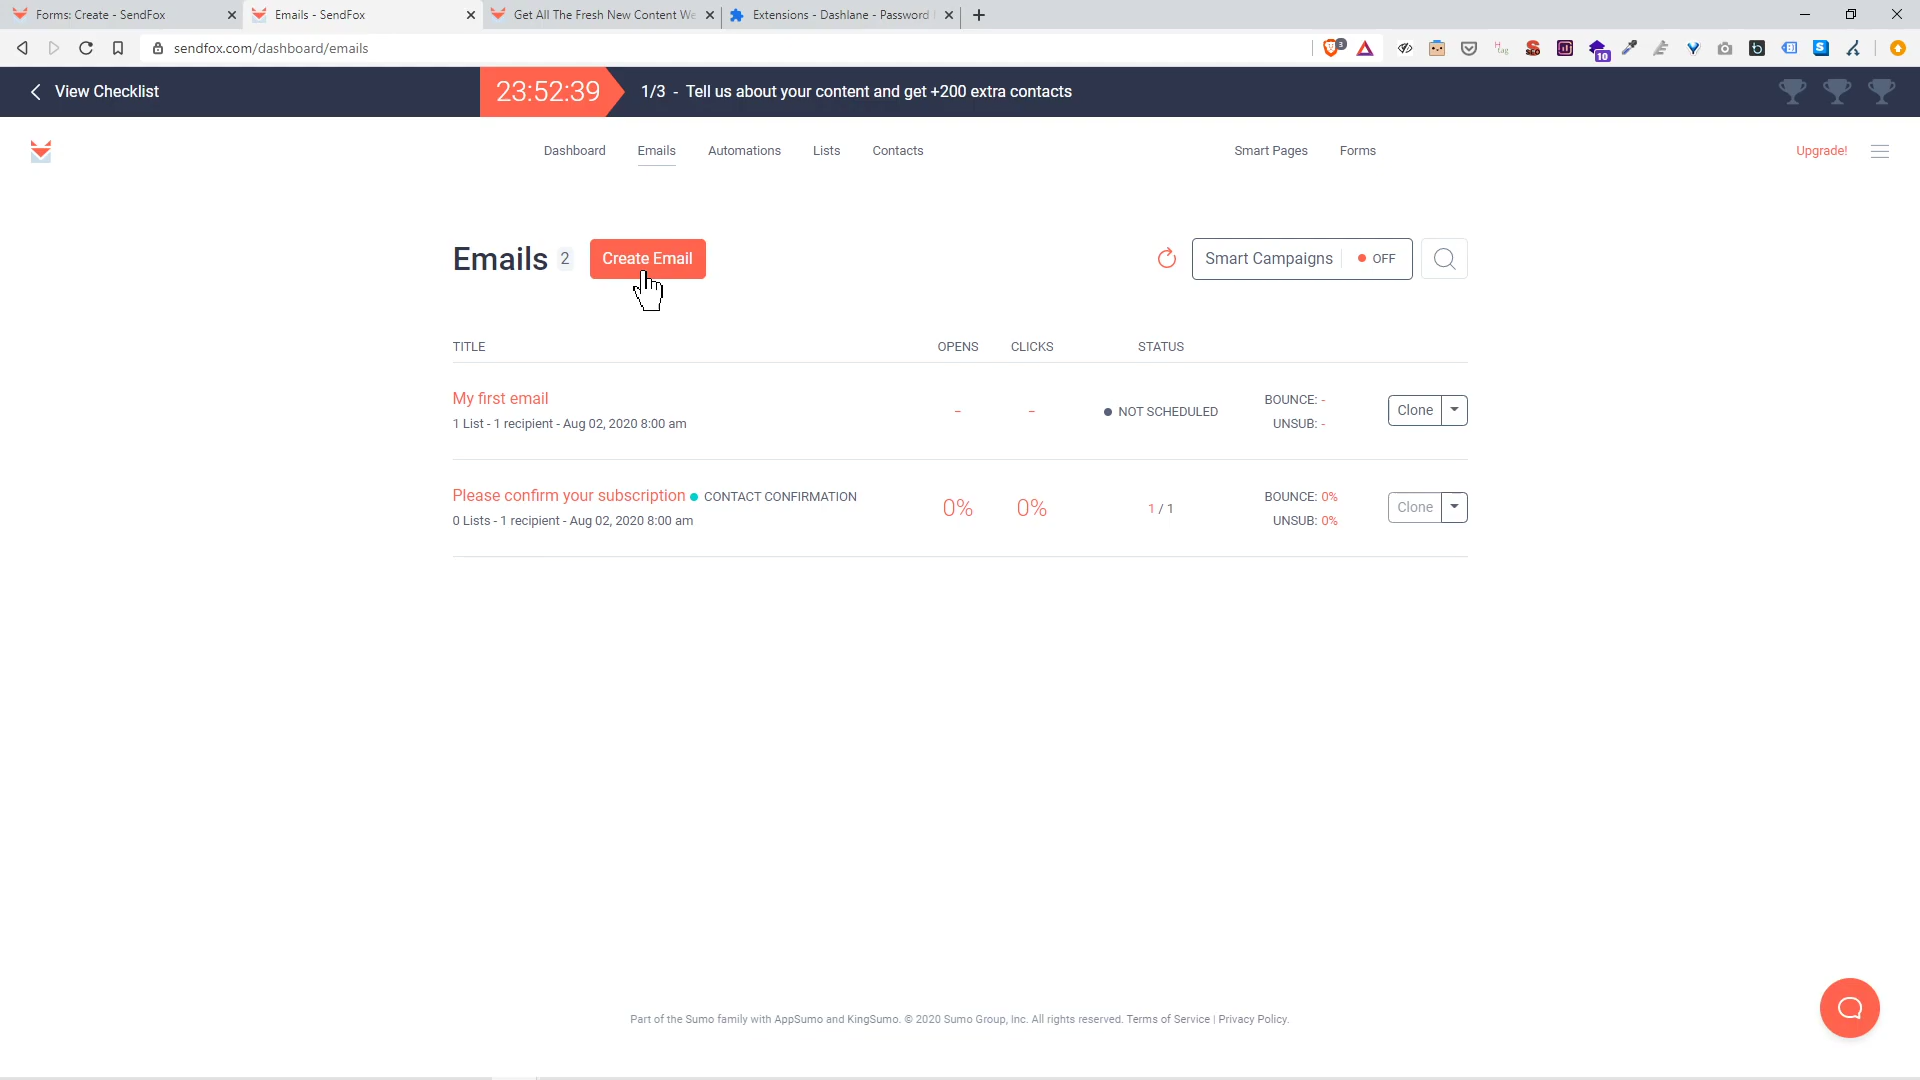 Forms: Create - SendFox
Emails - SendFox
Get All The Fresh New Content We
Extensions - Dashlane - Password
sendfox.com/dashboard/emails
3
10
View Checklist
23:52:39
1/3 - Tell us about your content and get +200 extra contacts
Dashboard
Emails
Automations
Lists
Contacts
Smart Pages
Forms
Upgrade!
Emails 2
Create Email
Smart Campaigns
OFF
TITLE
OPENS
CLICKS
STATUS
My first email
1 List - 1 recipient - Aug 02, 2020 8:00 am
-
-
NOT SCHEDULED
BOUNCE: -
UNSUB: -
Clone
Please confirm your subscription
CONTACT CONFIRMATION
0 Lists - 1 recipient - Aug 02, 2020 8:00 am
0%
0%
1 / 1
BOUNCE: 0%
UNSUB: 0%
Clone
Part of the Sumo family with AppSumo and KingSumo. © 2020 Sumo Group, Inc. All rights reserved. Terms of Service | Privacy Policy.